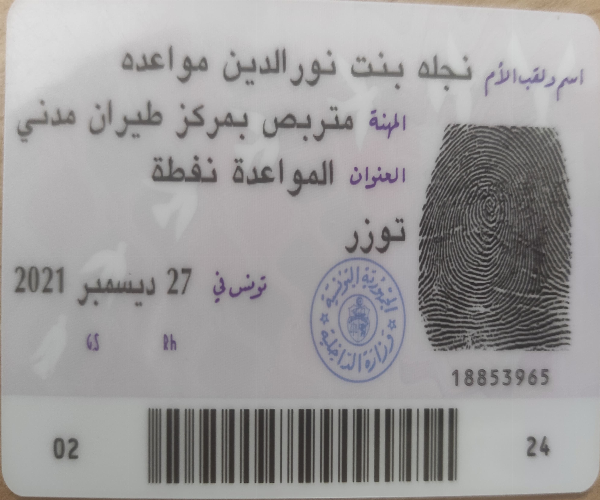 اسم ولقب الأم نجله بنت نورالدين مواعده
المهنة متربص بمركز طيران مدني
العنوان المواعدة نفطة
توزر
تونس في 27 ديسمبر 2021
الجمهورية التونسية
وزارة الداخلية
GS Rh
18853965
02 24